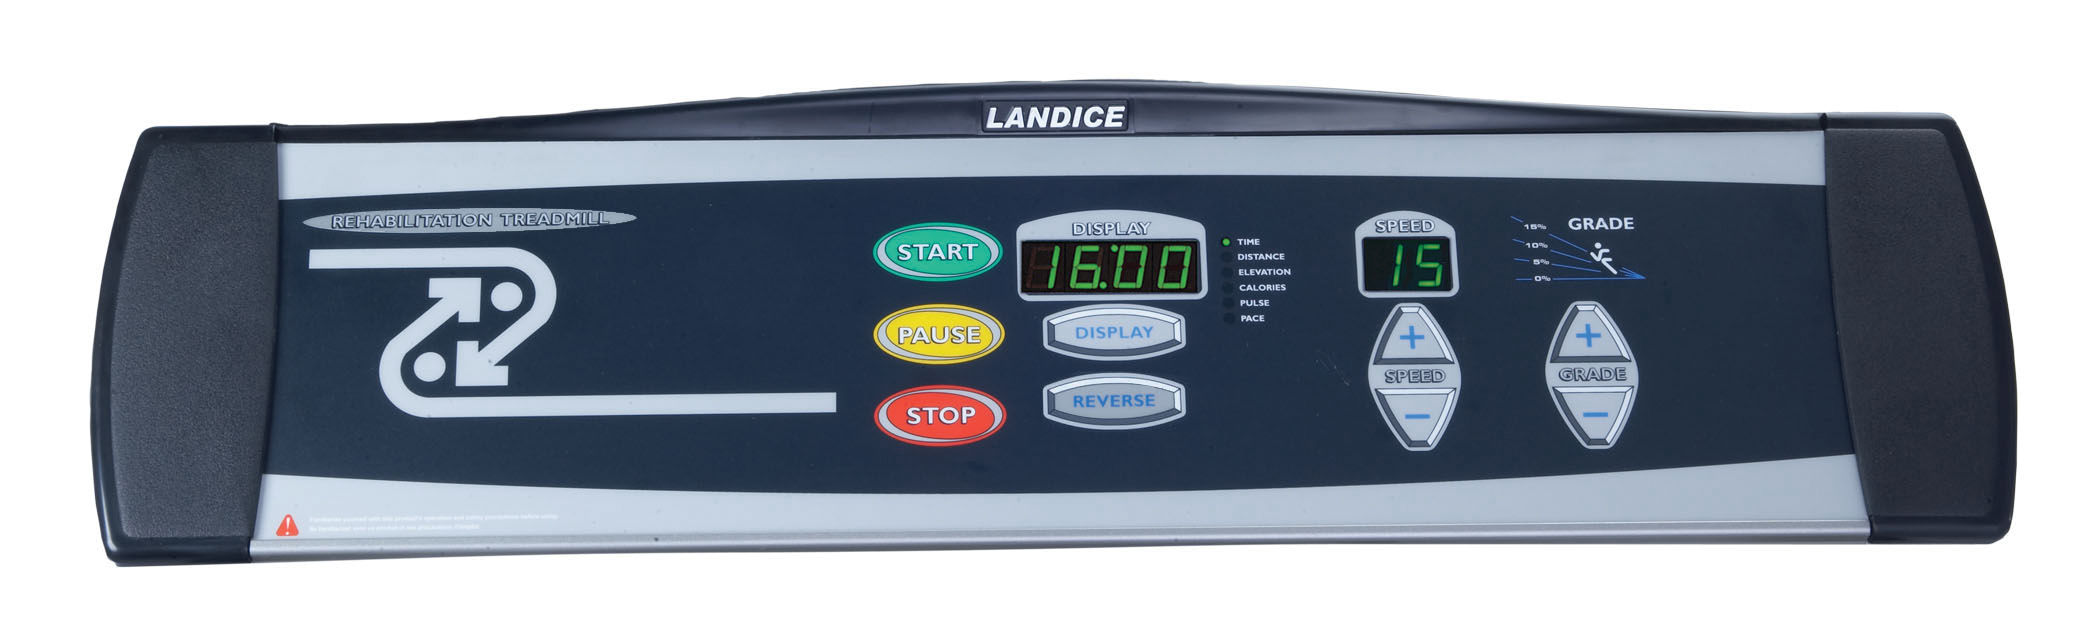 LANDICE
REHABILITATION TREADMILL
START
PAUSE
STOP
DISPLAY
16:00
DISPLAY
REVERSE
TIME
DISTANCE
ELEVATION
CALORIES
PULSE
PACE
SPEED
15
+
SPEED
−
GRADE
15%
10%
5%
0%
+
GRADE
−